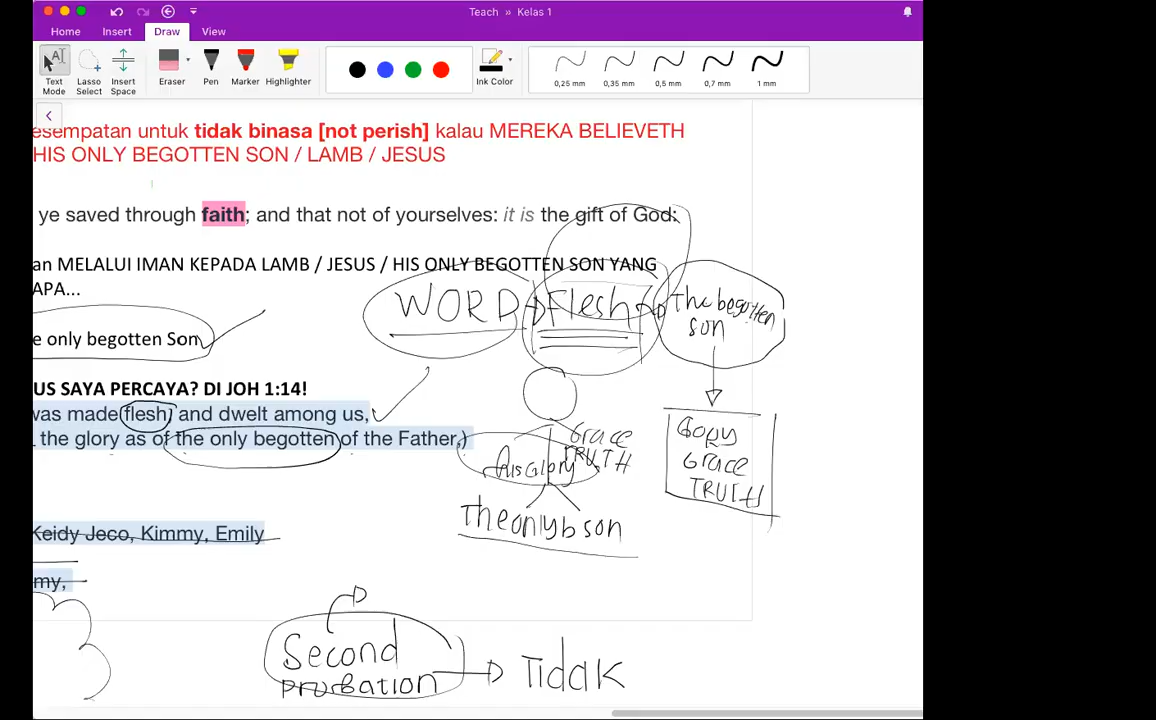 Teach » Kelas 1
Home Insert Draw View
Text Mode
Lasso Select
Insert Space
Eraser
Pen
Marker
Highlighter
Ink Color
0,25 mm
0,35 mm
0,5 mm
0,7 mm
1 mm
esempatan untuk tidak binasa [not perish] kalau MEREKA BELIEVETH
HIS ONLY BEGOTTEN SON / LAMB / JESUS
ye saved through faith; and that not of yourselves: it is the gift of God:
an MELALUI IMAN KEPADA LAMB / JESUS / HIS ONLY BEGOTTEN SON YANG
APA...
WORD Flesh The begotten
son
e only begotten Son
US SAYA PERCAYA? DI JOH 1:14!
was made flesh, and dwelt among us,
the glory as of the only begotten of the Father,)
Grace
TRUTH
His Glory
Glory
Grace
TRUTH
The only b son
Keidy Jeco, Kimmy, Emily
my,
Second
probation
Tidak